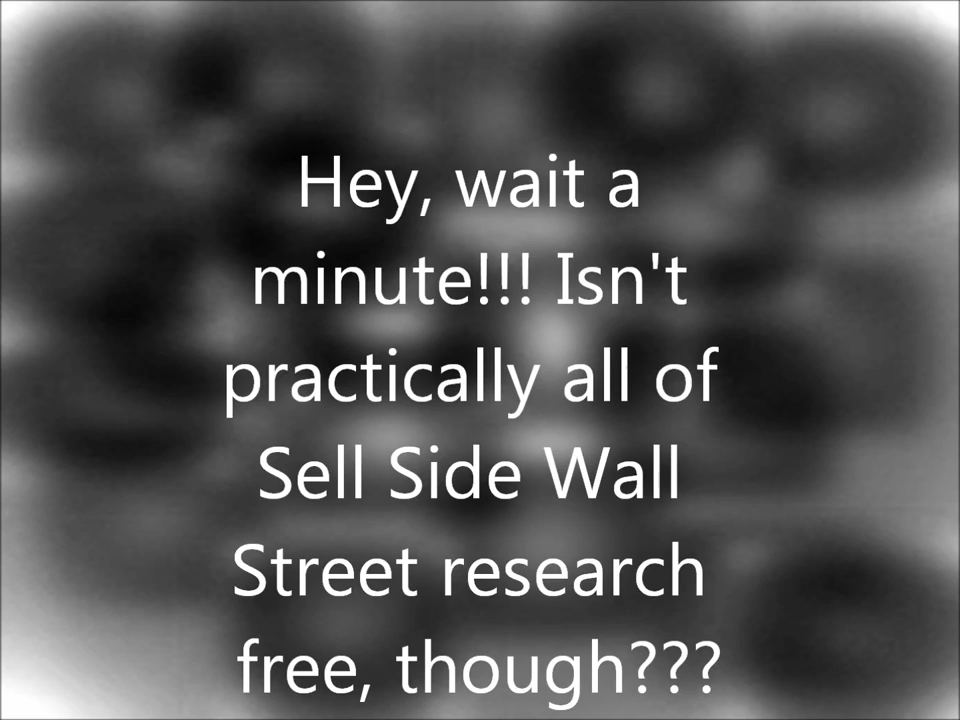 Hey, wait a
minute!!! Isn't
practically all of
Sell Side Wall
Street research
free, though???